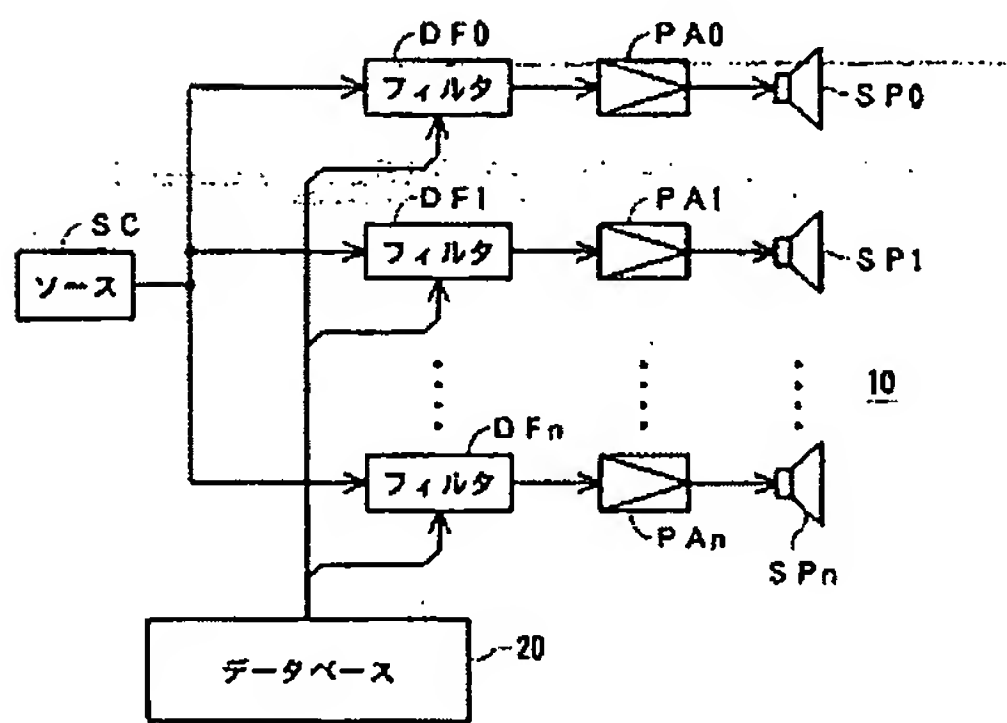 DF0
PA0
フィルタ
SP0
DF1
PA1
SC
フィルタ
SP1
ソース
10
DFn
フィルタ
PAn
SPn
20
データベース